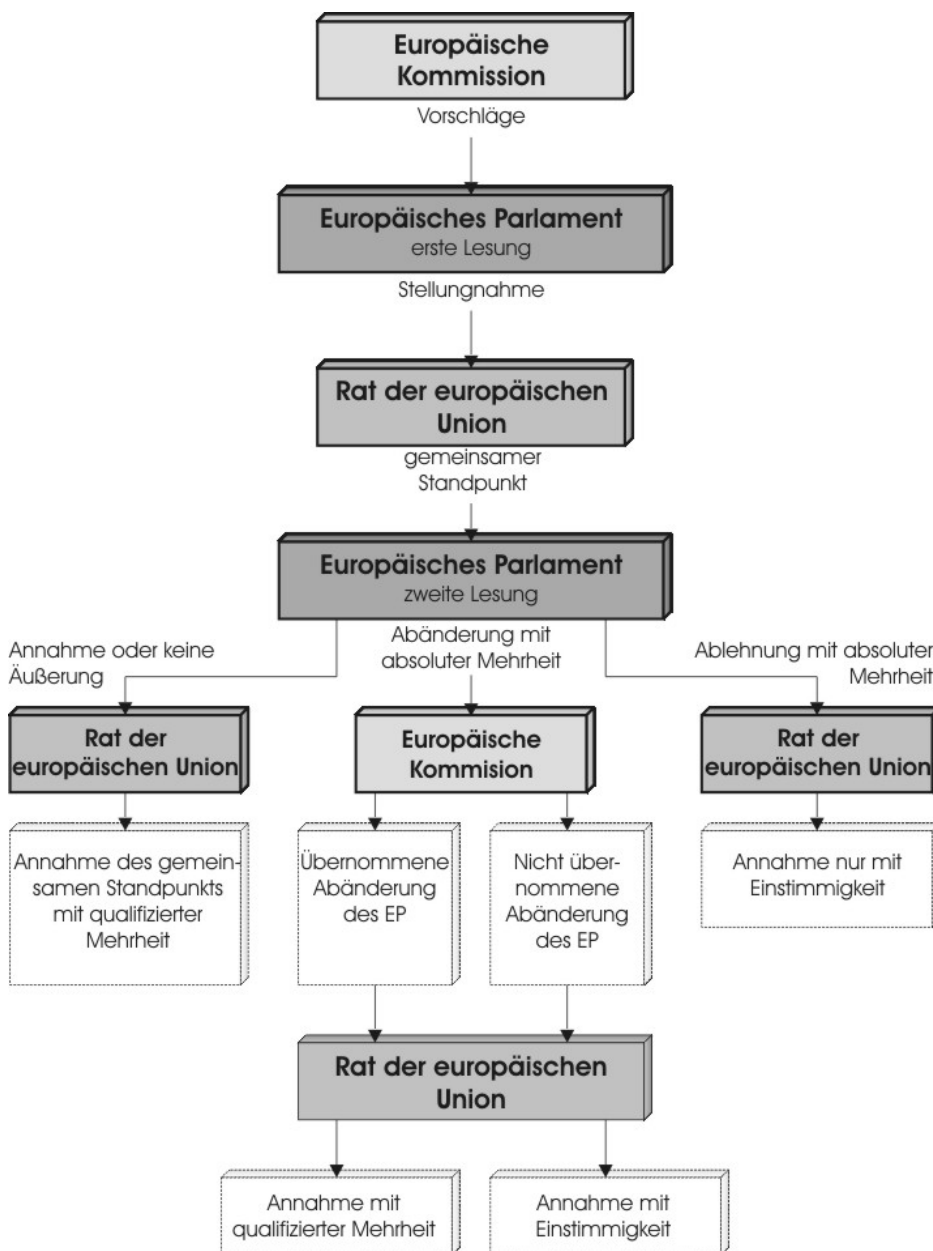 Europäische
Kommission
Vorschläge
Europäisches Parlament
erste Lesung
Stellungnahme
Rat der europäischen
Union
gemeinsamer
Standpunkt
Europäisches Parlament
zweite Lesung
Annahme oder keine
Äußerung
Abänderung mit
absoluter Mehrheit
Ablehnung mit absoluter
Mehrheit
Rat der
europäischen Union
Europäische
Kommision
Rat der
europäischen Union
Annahme des gemein-
samen Standpunkts
mit qualifizierter
Mehrheit
Übernommene
Abänderung
des EP
Nicht über-
nommene
Abänderung
des EP
Annahme nur mit
Einstimmigkeit
Rat der europäischen
Union
Annahme mit
qualifizierter Mehrheit
Annahme mit
Einstimmigkeit